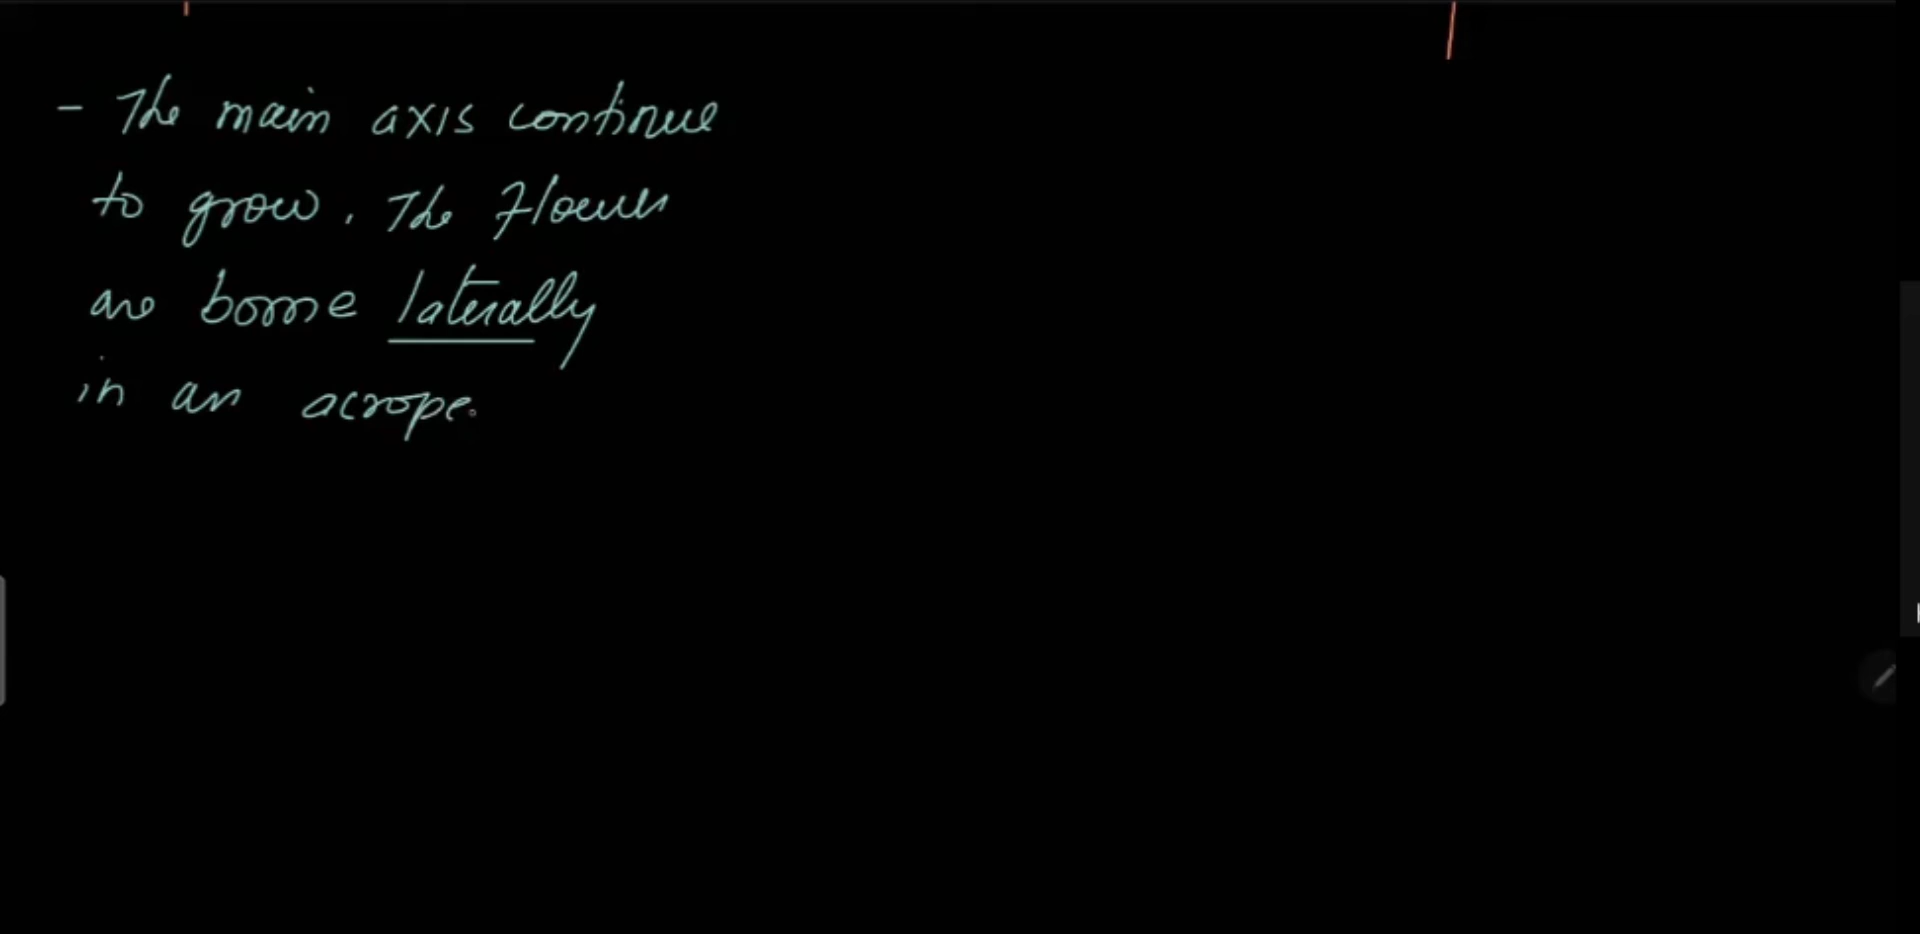 - The main axis continue
to grow. The Flowers
are borne laterally
in an acrope